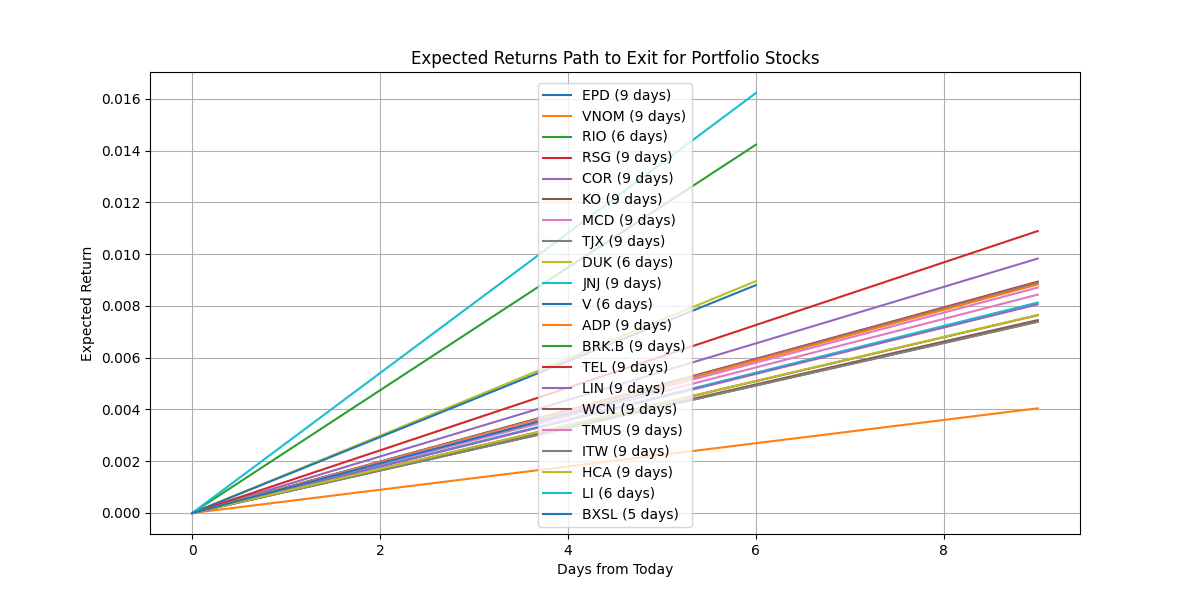 Expected Returns Path to Exit for Portfolio Stocks
Expected Return
0.016
0.014
0.012
0.010
0.008
0.006
0.004
0.002
0.000
EPD (9 days)
VNOM (9 days)
RIO (6 days)
RSG (9 days)
COR (9 days)
KO (9 days)
MCD (9 days)
TJX (9 days)
DUK (6 days)
JNJ (9 days)
V (6 days)
ADP (9 days)
BRK.B (9 days)
TEL (9 days)
LIN (9 days)
WCN (9 days)
TMUS (9 days)
ITW (9 days)
HCA (9 days)
LI (6 days)
BXSL (5 days)
0 2 4 6 8
Days from Today